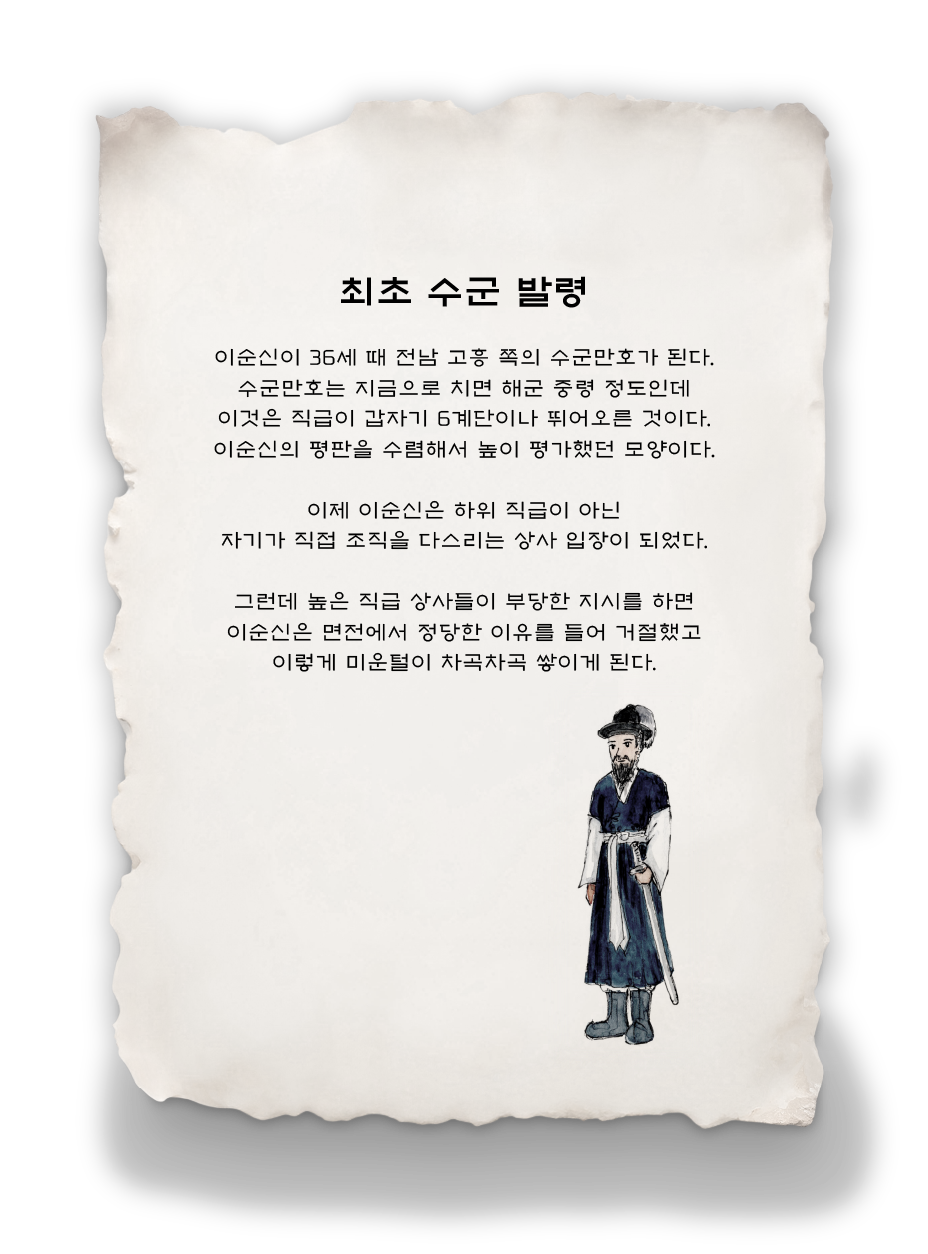 최초 수군 발령
이순신이 36세 때 전남 고흥 쪽의 수군만호가 된다.
수군만호는 지금으로 치면 해군 중령 정도인데
이것은 직급이 갑자기 6계단이나 뛰어오른 것이다.
이순신의 평판을 수렴해서 높이 평가했던 모양이다.
이제 이순신은 하위 직급이 아닌
자기가 직접 조직을 다스리는 상사 입장이 되었다.
그런데 높은 직급 상사들이 부당한 지시를 하면
이순신은 면전에서 정당한 이유를 들어 거절했고
이렇게 미운털이 차곡차곡 쌓이게 된다.